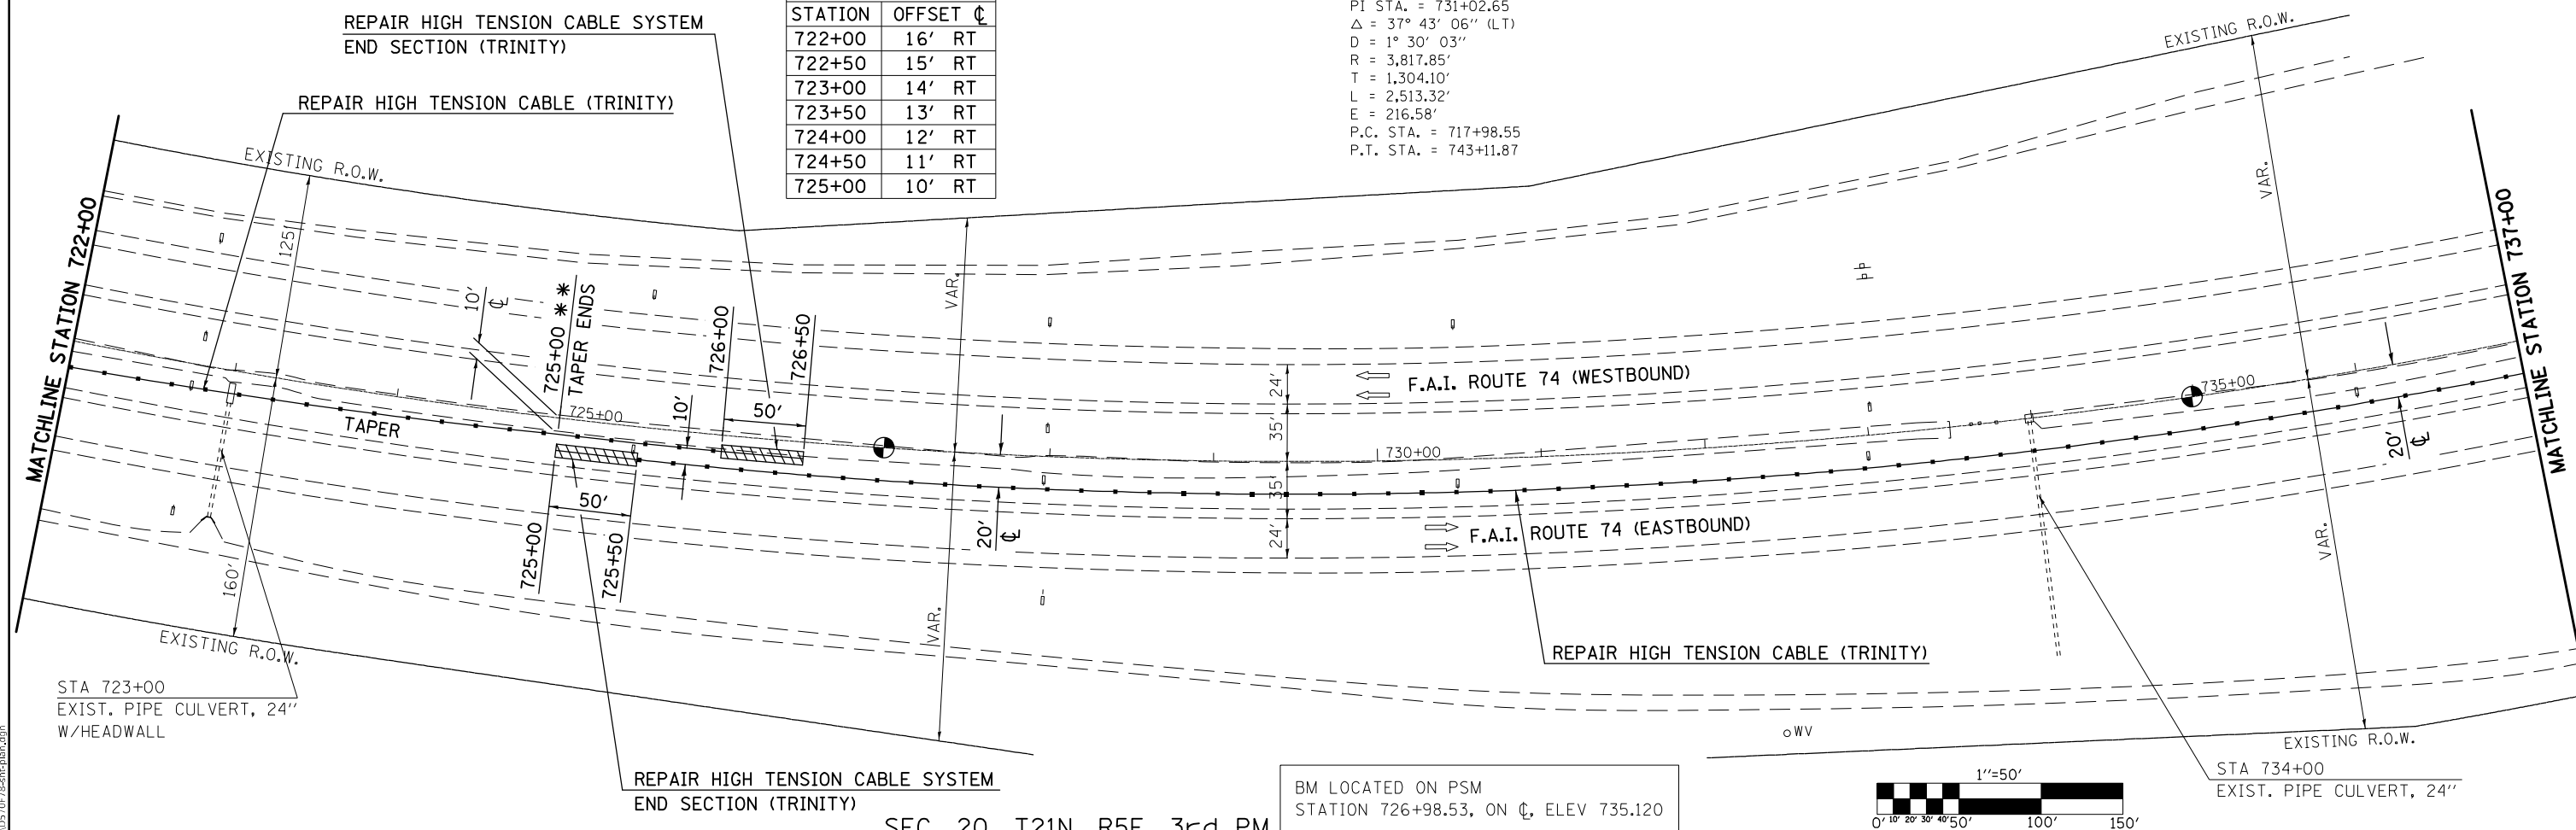 REPAIR HIGH TENSION CABLE SYSTEM
END SECTION (TRINITY)
REPAIR HIGH TENSION CABLE (TRINITY)
STATION OFFSET ℄
722+00 16' RT
722+50 15' RT
723+00 14' RT
723+50 13' RT
724+00 12' RT
724+50 11' RT
725+00 10' RT
PI STA. = 731+02.65
Δ = 37° 43' 06" (LT)
D = 1° 30' 03"
R = 3,817.85'
T = 1,304.10'
L = 2,513.32'
E = 216.58'
P.C. STA. = 717+98.55
P.T. STA. = 743+11.87
EXISTING R.O.W.
EXISTING R.O.W.
MATCHLINE STATION 722+00
125'
160'
10'
℄
725+00 **
TAPER ENDS
726+00
726+50
50'
10'
725+00
TAPER
50'
725+00
725+50
VAR.
VAR.
20'
℄
24'
35'
35'
24'
F.A.I. ROUTE 74 (WESTBOUND)
730+00
F.A.I. ROUTE 74 (EASTBOUND)
735+00
VAR.
VAR.
20'
℄
MATCHLINE STATION 737+00
EXISTING R.O.W.
STA 723+00
EXIST. PIPE CULVERT, 24"
W/HEADWALL
REPAIR HIGH TENSION CABLE SYSTEM
END SECTION (TRINITY)
REPAIR HIGH TENSION CABLE (TRINITY)
WV
EXISTING R.O.W.
STA 734+00
EXIST. PIPE CULVERT, 24"
BM LOCATED ON PSM
STATION 726+98.53, ON ℄, ELEV 735.120
SEC. 20, T21N, R5E, 3rd PM
1"=50'
0' 10' 20' 30' 40' 50' 100' 150'